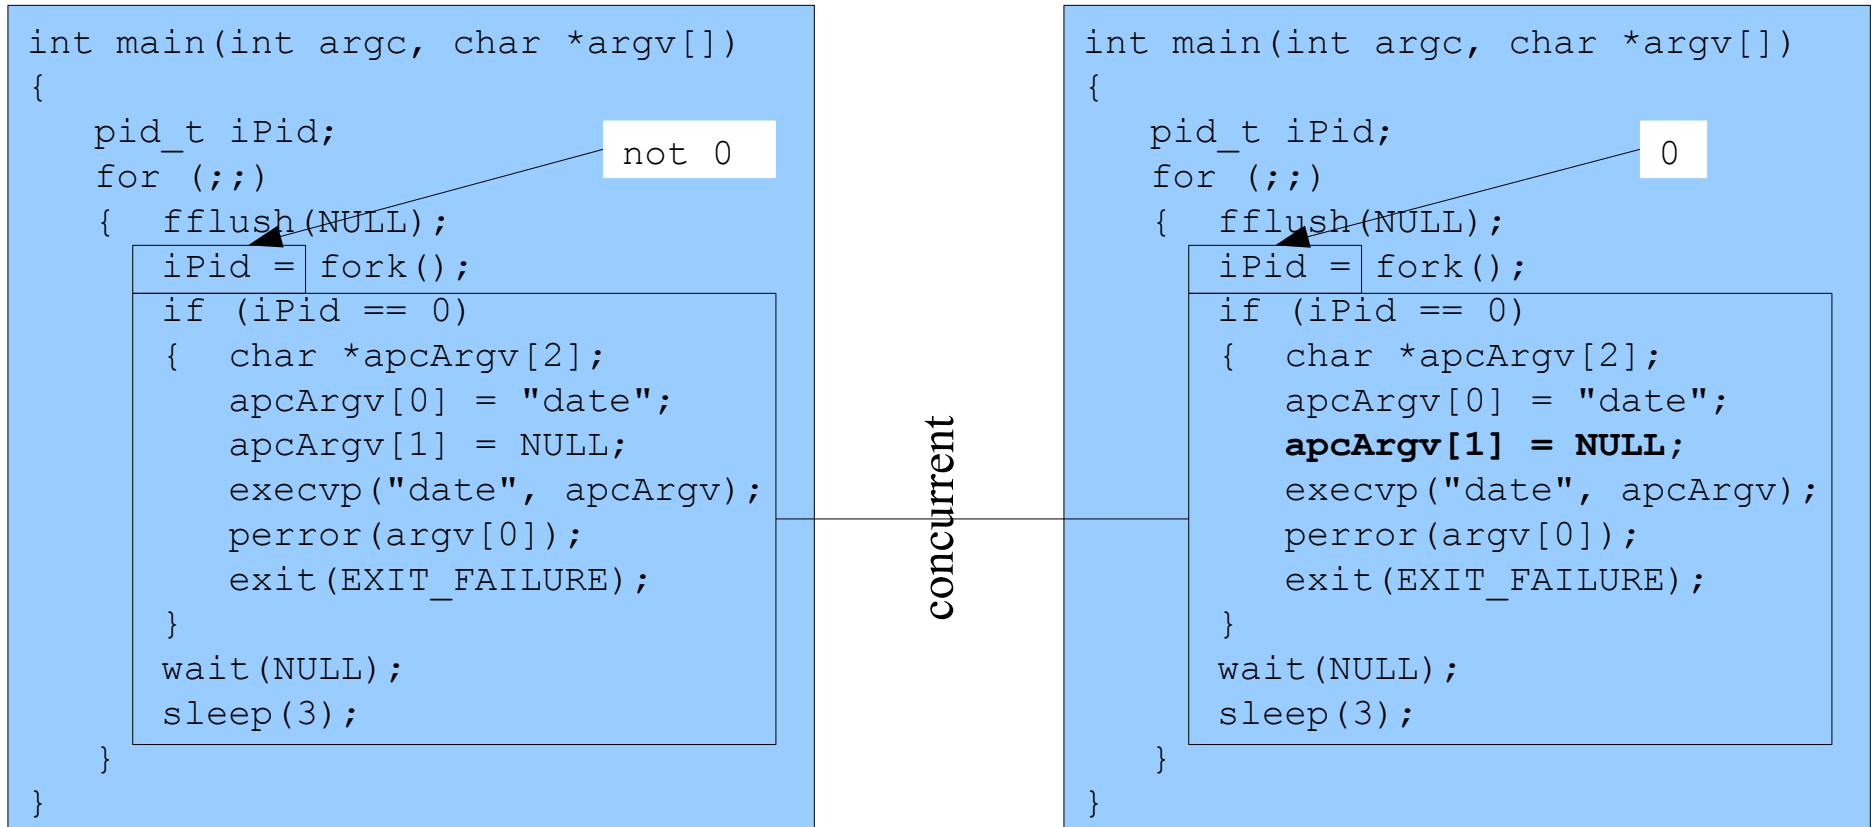 int main(int argc, char *argv[])
{
pid_t iPid;
not 0
for (;;)
{ fflush(NULL);
iPid = fork();
if (iPid == 0)
{ char *apcArgv[2];
apcArgv[0] = "date";
apcArgv[1] = NULL;
execvp("date", apcArgv);
perror(argv[0]);
exit(EXIT_FAILURE);
}
wait(NULL);
sleep(3);
}
}
concurrent
int main(int argc, char *argv[])
{
pid_t iPid;
0
for (;;)
{ fflush(NULL);
iPid = fork();
if (iPid == 0)
{ char *apcArgv[2];
apcArgv[0] = "date";
apcArgv[1] = NULL;
execvp("date", apcArgv);
perror(argv[0]);
exit(EXIT_FAILURE);
}
wait(NULL);
sleep(3);
}
}